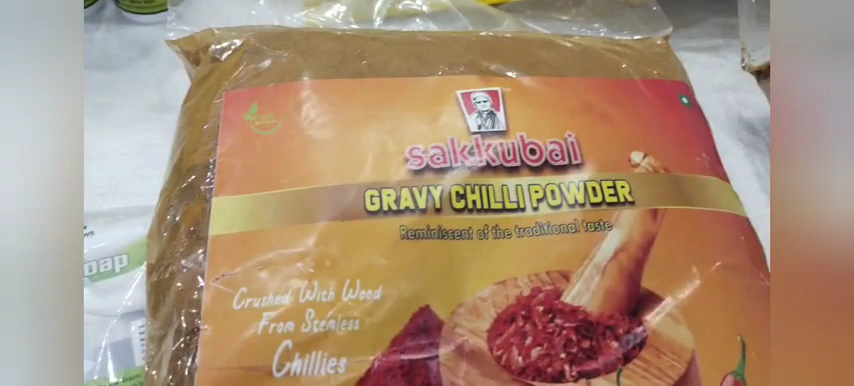 sakkubai
GRAVY CHILLI POWDER
Reminiscent of the traditional taste
Crushed With Wood
From Stemless
Chillies
oap